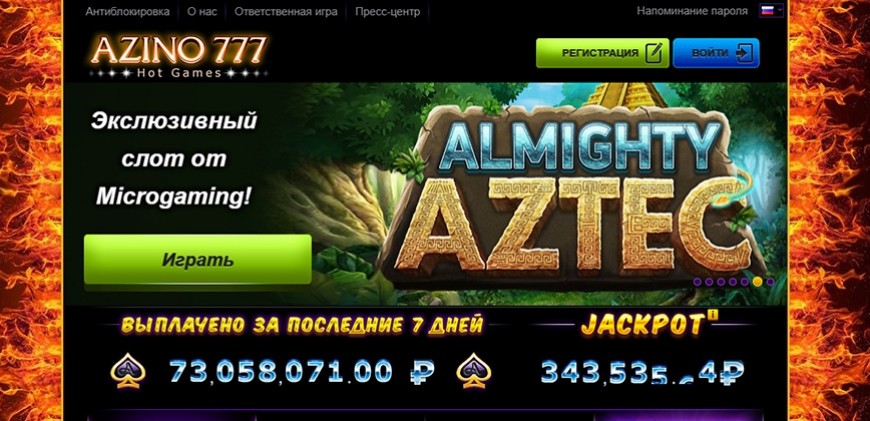 Антиблокировка О нас Ответственная игра Пресс-центр Напоминание пароля
AZINO 777
Hot Games
РЕГИСТРАЦИЯ ВОЙТИ
Экслюзивный
слот от
Microgaming!
Играть
ALMIGHTY
AZTEC
ВЫПЛАЧЕНО ЗА ПОСЛЕДНИЕ 7 ДНЕЙ
JACKPOT
73,058,071.00 ₽